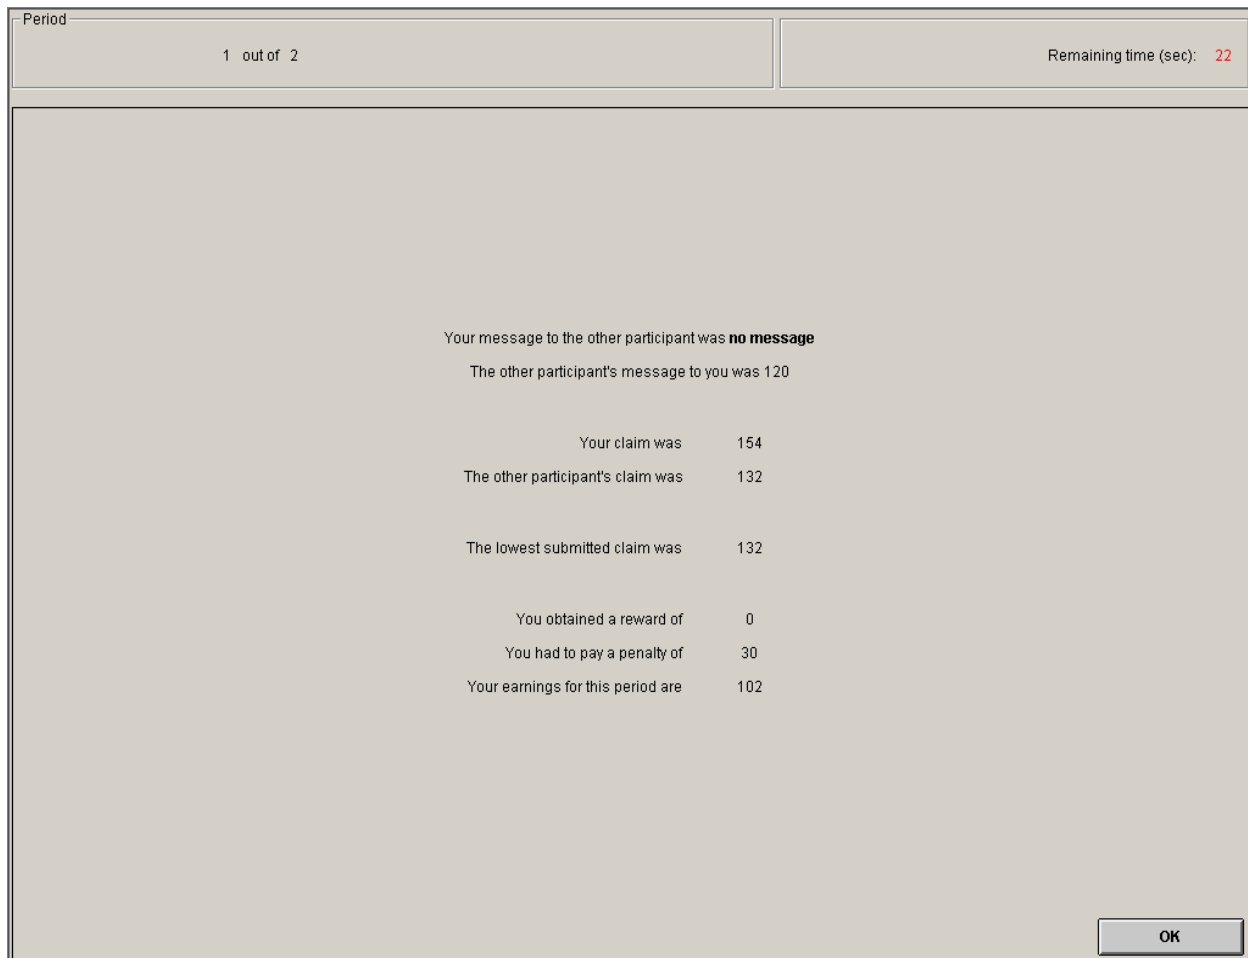 Period
1 out of 2
Remaining time (sec): 22
Your message to the other participant was no message
The other participant's message to you was 120
Your claim was 154
The other participant's claim was 132
The lowest submitted claim was 132
You obtained a reward of 0
You had to pay a penalty of 30
Your earnings for this period are 102
OK